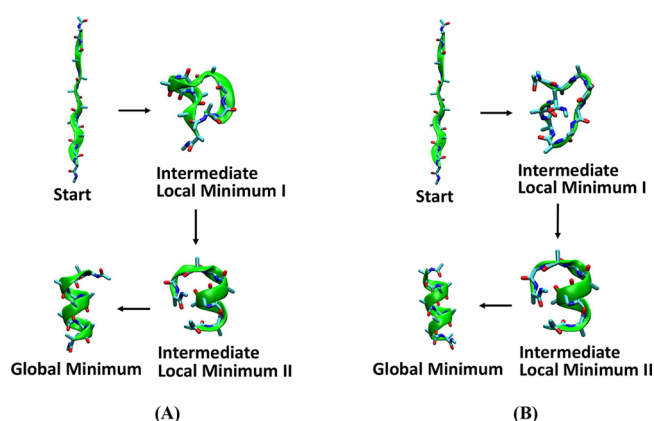 Start
Intermediate
Local Minimum I
Global Minimum
Intermediate
Local Minimum II
(A)
Start
Intermediate
Local Minimum I
Global Minimum
Intermediate
Local Minimum II
(B)